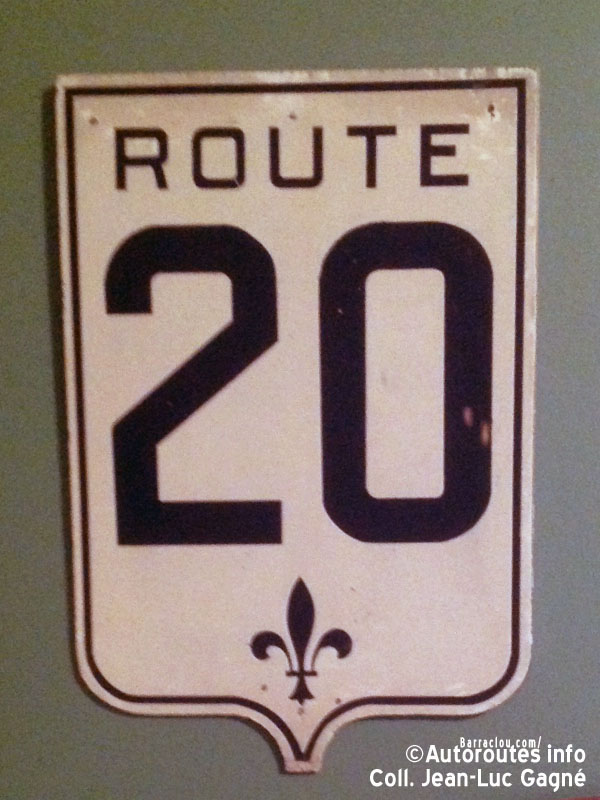 ROUTE
20
Barraclou.com/
©Autoroutes info
Coll. Jean-Luc Gagné